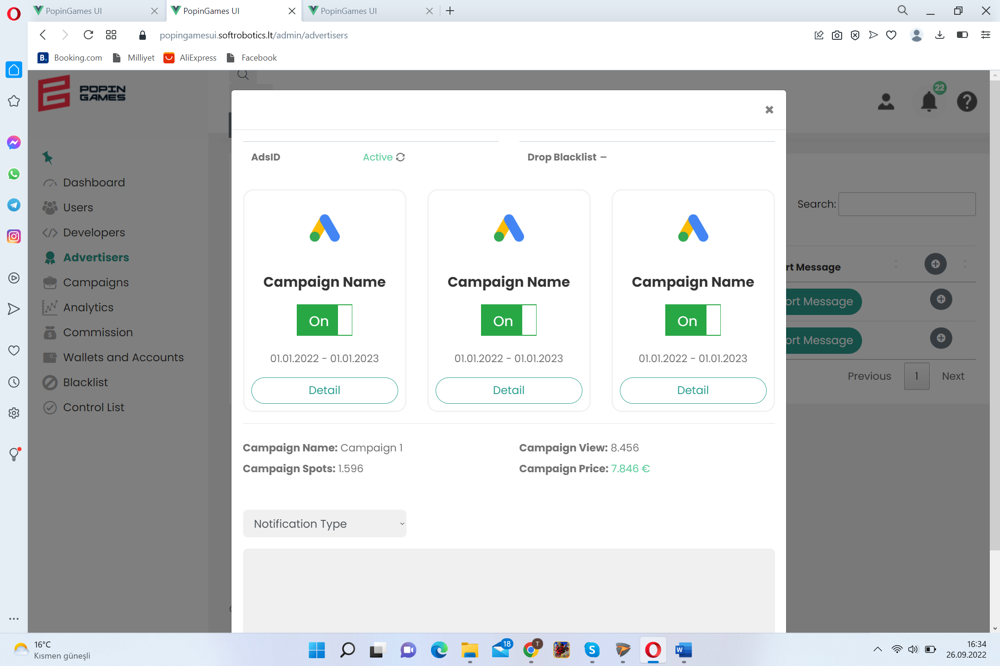 PopinGames UI
PopinGames UI
PopinGames UI
popingamesui.softrobotics.lt/admin/advertisers
B. Booking.com
Milliyet
AliExpress
Facebook
POPIN
GAMES
22
AdsID
Active
Drop Blacklist –
Dashboard
Users
Developers
Advertisers
Campaigns
Analytics
Commission
Wallets and Accounts
Blacklist
Control List
Search:
rt Message
ort Message
ort Message
Previous
1
Next
Campaign Name
On
01.01.2022 - 01.01.2023
Detail
Campaign Name
On
01.01.2022 - 01.01.2023
Detail
Campaign Name
On
01.01.2022 - 01.01.2023
Detail
Campaign Name: Campaign 1
Campaign View: 8.456
Campaign Spots: 1.596
Campaign Price: 7.846 €
Notification Type
16°C
Kısmen güneşli
18
T
S
W
16:34
26.09.2022